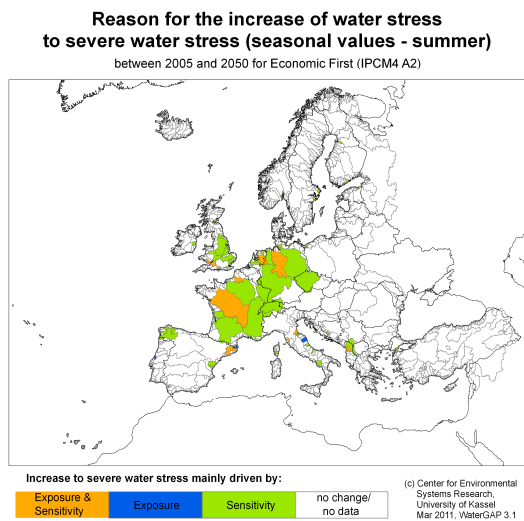 Reason for the increase of water stress
to severe water stress (seasonal values - summer)
between 2005 and 2050 for Economic First (IPCM4 A2)
Increase to severe water stress mainly driven by:
Exposure &
Sensitivity
Exposure
Sensitivity
no change/
no data
(c) Center for Environmental
Systems Research,
University of Kassel
Mar 2011, WaterGAP 3.1